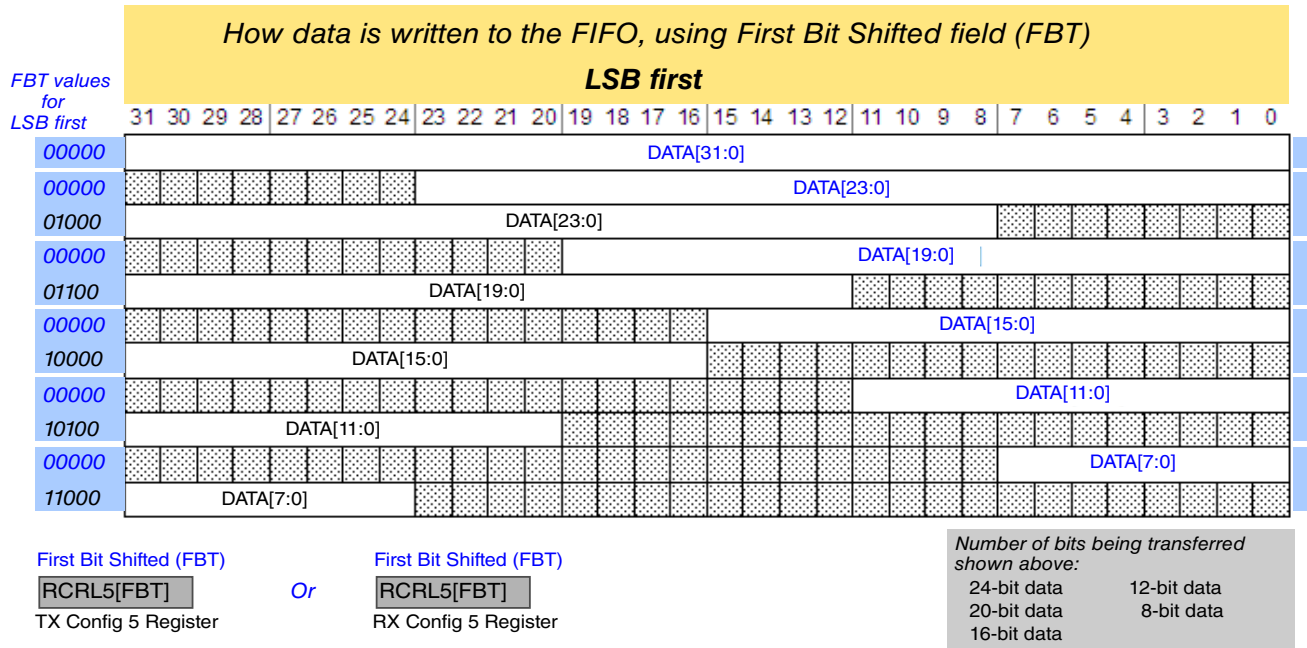 How data is written to the FIFO, using First Bit Shifted field (FBT)
LSB first
FBT values
for
LSB first
31 30 29 28 27 26 25 24 23 22 21 20 19 18 17 16 15 14 13 12 11 10 9 8 7 6 5 4 3 2 1 0
00000 DATA[31:0]
00000 DATA[23:0]
01000 DATA[23:0]
00000 DATA[19:0]
01100 DATA[19:0]
00000 DATA[15:0]
10000 DATA[15:0]
00000 DATA[11:0]
10100 DATA[11:0]
00000 DATA[7:0]
11000 DATA[7:0]
First Bit Shifted (FBT) First Bit Shifted (FBT)
RCRL5[FBT] Or RCRL5[FBT]
TX Config 5 Register RX Config 5 Register
Number of bits being transferred
shown above:
24-bit data 12-bit data
20-bit data 8-bit data
16-bit data